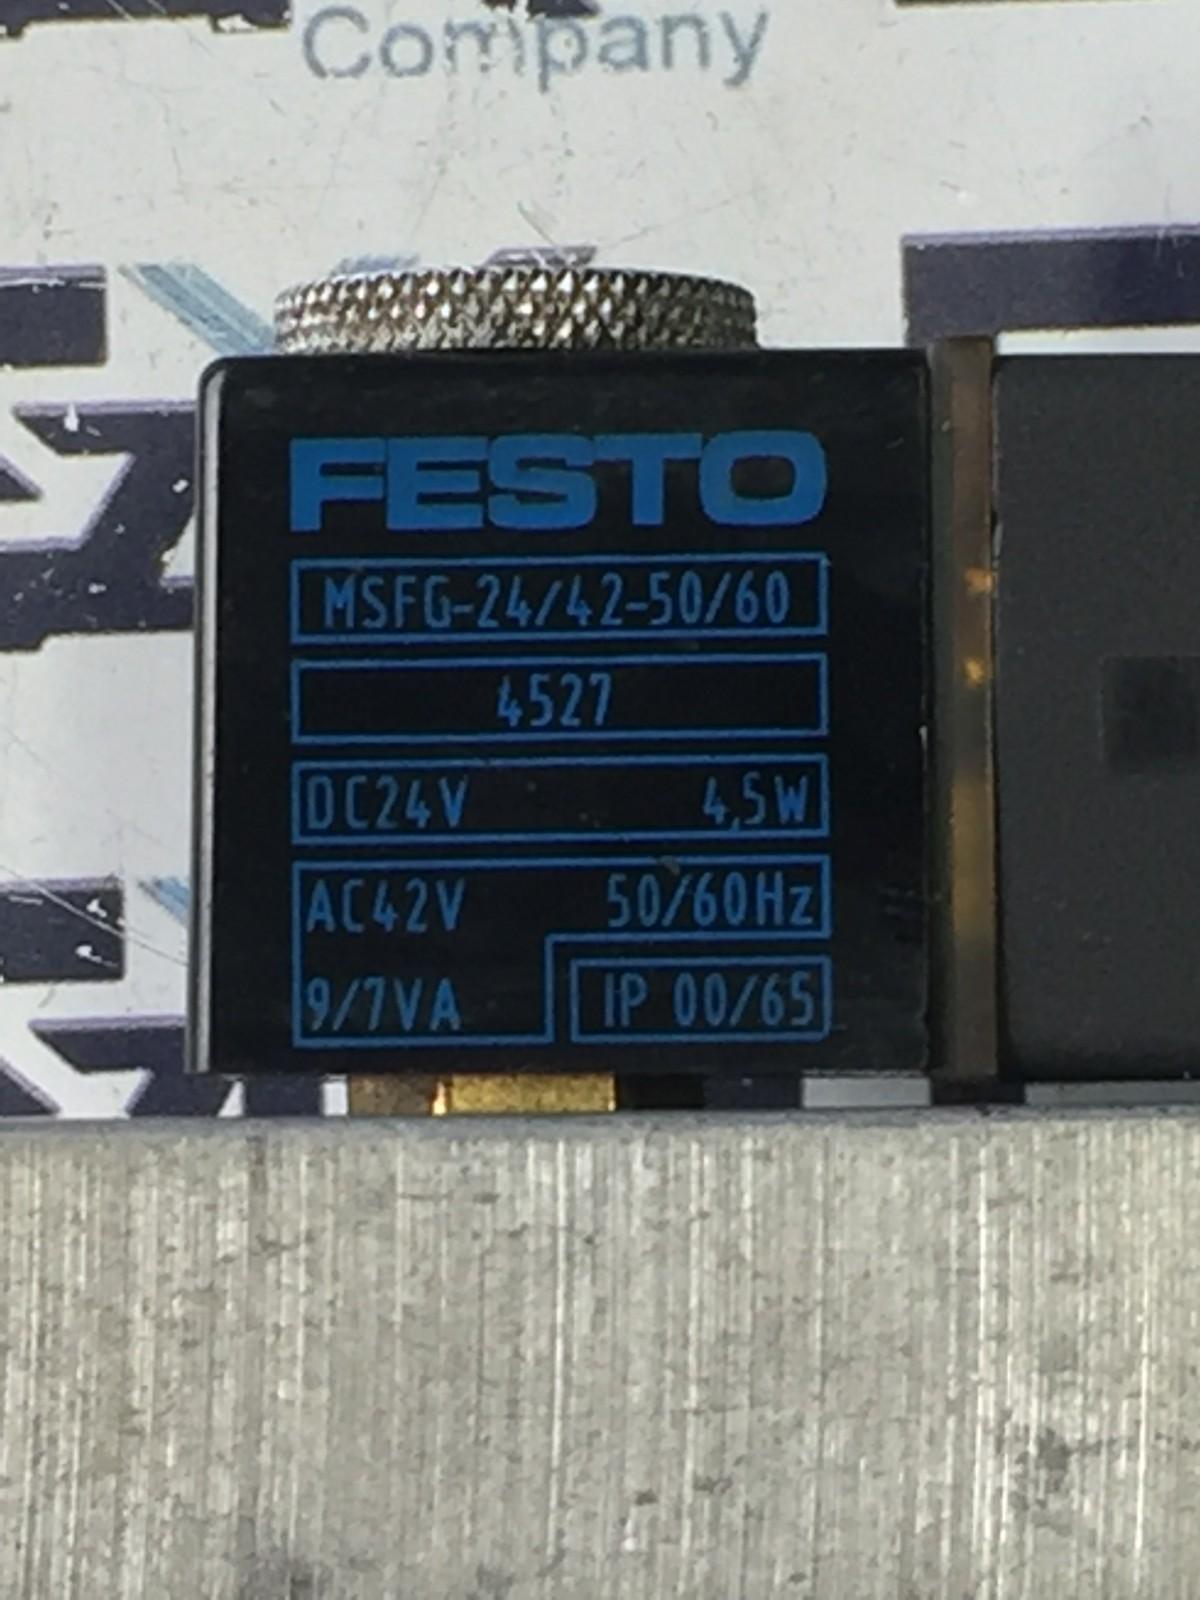 Company
FESTO
MSFG-24/42-50/60
4527
DC24V 4,5W
AC42V 50/60Hz
9/7VA IP 00/65